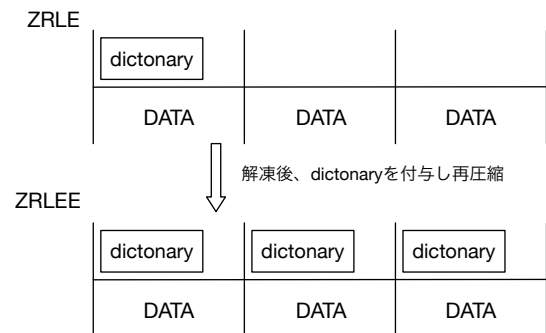 ZRLE
dictonary
DATA DATA DATA
解凍後、dictonaryを付与し再圧縮
ZRLEE
dictonary dictonary dictonary
DATA DATA DATA